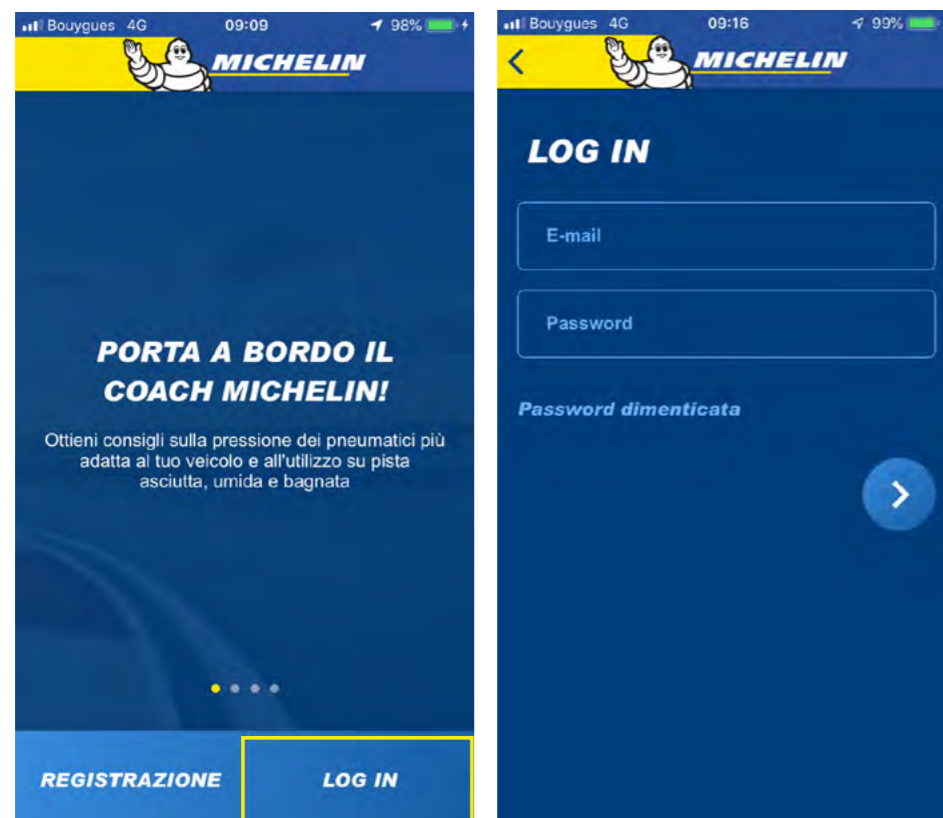 Bouygues 4G 09:09 98%
MICHELIN
PORTA A BORDO IL
COACH MICHELIN!
Ottieni consigli sulla pressione dei pneumatici più
adatta al tuo veicolo e all'utilizzo su pista
asciutta, umida e bagnata
REGISTRAZIONE LOG IN
Bouygues 4G 09:16 99%
MICHELIN
LOG IN
E-mail
Password
Password dimenticata